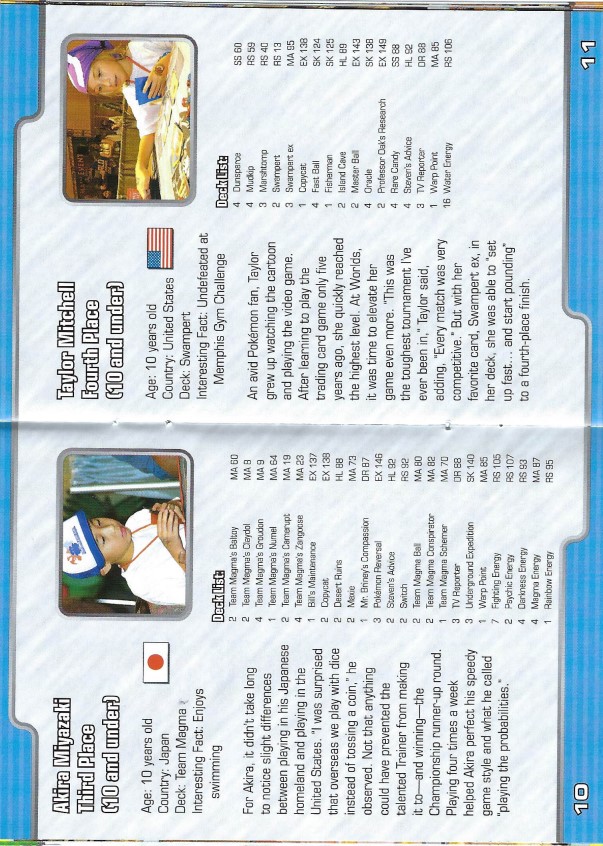 Akira Miyazaki
Third Place
(10 and under)
Age: 10 years old
Country: Japan
Deck: Team Magma
Interesting Fact: Enjoys
swimming
For Akira, it didn't take long
to notice slight differences
between playing in his Japanese
homeland and playing in the
United States. "I was surprised
that overseas we play with dice
instead of tossing a coin," he
observed. Not that anything
could have prevented the
talented Trainer from making
it to—and winning—the
Championship runner-up round.
Playing four times a week
helped Akira perfect his speedy
game style and what he called
"playing the probabilities."
Deck List:
2 Team Magma's Baltoy MA 60
2 Team Magma's Claydol MA 8
4 Team Magma's Groudon MA 9
1 Team Magma's Numel MA 64
2 Team Magma's Camerupt MA 19
4 Team Magma's Zangoose MA 23
1 Bill's Maintenance EX 137
2 Copycat EX 138
2 Desert Ruins HL 88
2 Maxie MA 73
1 Mr. Briney's Compassion DR 87
3 Pokémon Reversal EX 146
2 Steven's Advice HL 92
2 Switch RS 92
2 Team Magma Ball MA 80
2 Team Magma Conspirator MA 82
1 Team Magma Schemer MA 70
3 TV Reporter DR 88
3 Underground Expedition SK 140
1 Warp Point MA 85
7 Fighting Energy RS 105
2 Psychic Energy RS 107
4 Darkness Energy RS 93
4 Magma Energy MA 87
1 Rainbow Energy RS 95
10
Taylor Mitchell
Fourth Place
(10 and under)
Age: 10 years old
Country: United States
Deck: Swampert
Interesting Fact: Undefeated at
Memphis Gym Challenge
An avid Pokémon fan, Taylor
grew up watching the cartoon
and playing the video game.
After learning to play the
trading card game only five
years ago, she quickly reached
the highest level. At Worlds,
it was time to elevate her
game even more. "This was
the toughest tournament I've
ever been in," Taylor said,
adding, "Every match was very
competitive." But with her
favorite card, Swampert ex, in
her deck, she was able to "set
up fast... and start pounding"
to a fourth-place finish.
Deck List:
4 Dunsparce SS 60
4 Mudkip RS 59
3 Marshtomp RS 40
2 Swampert RS 13
3 Swampert ex MA 95
1 Copycat EX 138
4 Fast Ball SK 124
1 Fisherman SK 125
2 Island Cave HL 89
2 Master Ball EX 143
4 Oracle SK 138
2 Professor Oak's Research EX 149
4 Rare Candy SS 88
4 Steven's Advice HL 92
3 TV Reporter DR 88
1 Warp Point MA 85
16 Water Energy RS 106
11